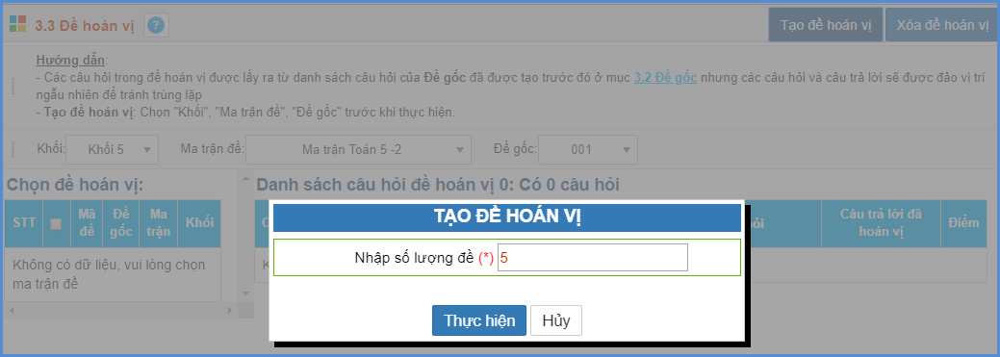 3.3 Đề hoán vị ?
Tạo đề hoán vị
Xóa đề hoán vị
Hướng dẫn:
- Các câu hỏi trong đề hoán vị được lấy ra từ danh sách câu hỏi của Đề gốc đã được tạo trước đó ở mục 3.2 Đề gốc nhưng các câu hỏi và câu trả lời sẽ được đảo vị trí
ngẫu nhiên để tránh trùng lặp
- Tạo đề hoán vị: Chọn "Khối", "Ma trận đề", "Đề gốc" trước khi thực hiện.
Khối: Khối 5 Ma trận đề: Ma trận Toán 5 -2 Đề gốc: 001
Chọn đề hoán vị:
Danh sách câu hỏi đề hoán vị 0: Có 0 câu hỏi
STT Mã đề Đề gốc Ma trận Khối
Không có dữ liệu, vui lòng chọn
ma trận đề
Câu trả lời đã
hoán vị
Điểm
TẠO ĐỀ HOÁN VỊ
Nhập số lượng đề (*) 5
Thực hiện Hủy